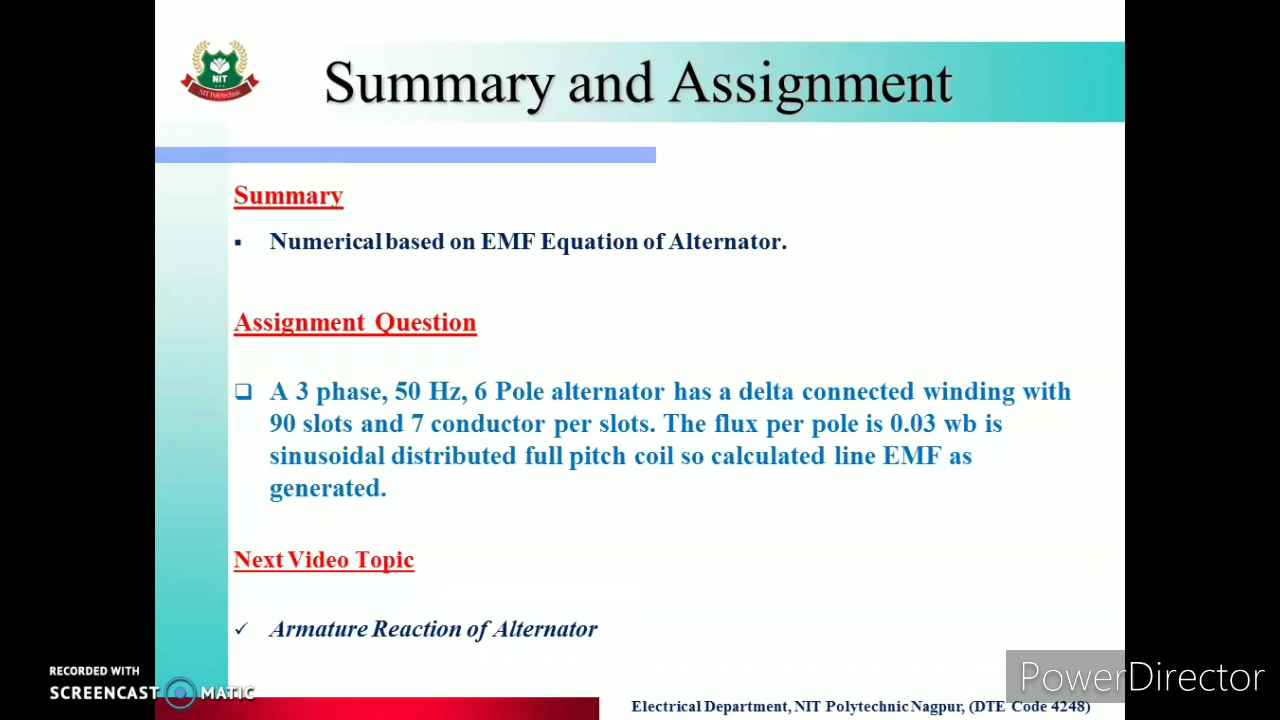 NIT
NIT Polytechnic
Summary and Assignment
Summary
▪ Numerical based on EMF Equation of Alternator.
Assignment Question
❑ A 3 phase, 50 Hz, 6 Pole alternator has a delta connected winding with
90 slots and 7 conductor per slots. The flux per pole is 0.03 wb is
sinusoidal distributed full pitch coil so calculated line EMF as
generated.
Next Video Topic
✓ Armature Reaction of Alternator
RECORDED WITH
SCREENCAST MATIC
PowerDirector
Electrical Department, NIT Polytechnic Nagpur, (DTE Code 4248)